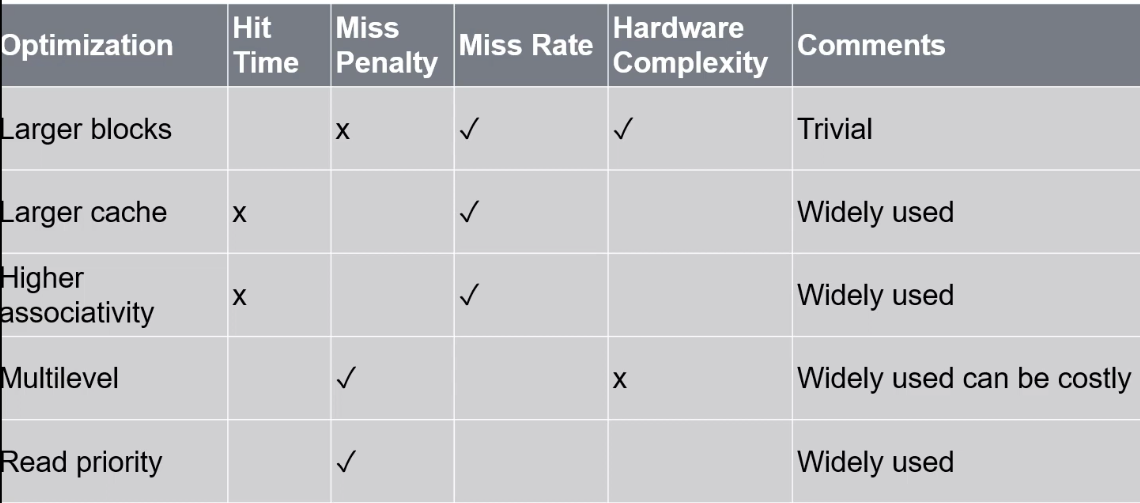 Optimization Hit Time Miss Penalty Miss Rate Hardware Complexity Comments
Larger blocks x ✓ ✓ Trivial
Larger cache x ✓ Widely used
Higher associativity x ✓ Widely used
Multilevel ✓ x Widely used can be costly
Read priority ✓ Widely used